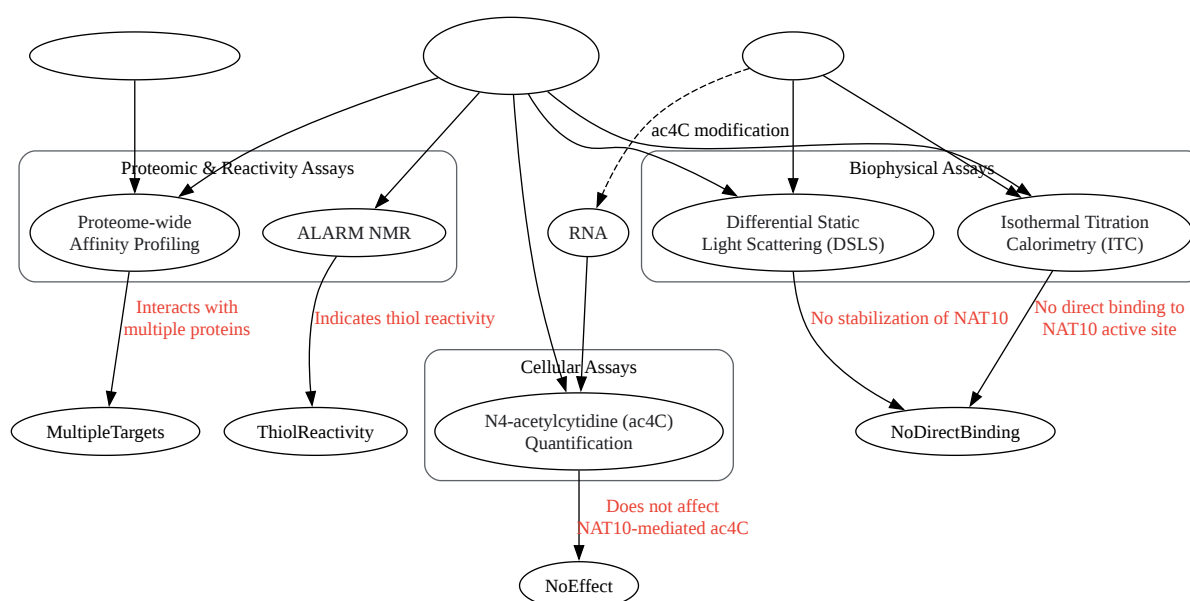 ac4C modification
Proteomic & Reactivity Assays
Biophysical Assays
Proteome-wide
Affinity Profiling
ALARM NMR
RNA
Differential Static
Light Scattering (DSLS)
Isothermal Titration
Calorimetry (ITC)
Interacts with
multiple proteins
Indicates thiol reactivity
No stabilization of NAT10
No direct binding to
NAT10 active site
Cellular Assays
MultipleTargets
ThiolReactivity
N4-acetylcytidine (ac4C)
Quantification
NoDirectBinding
Does not affect
NAT10-mediated ac4C
NoEffect